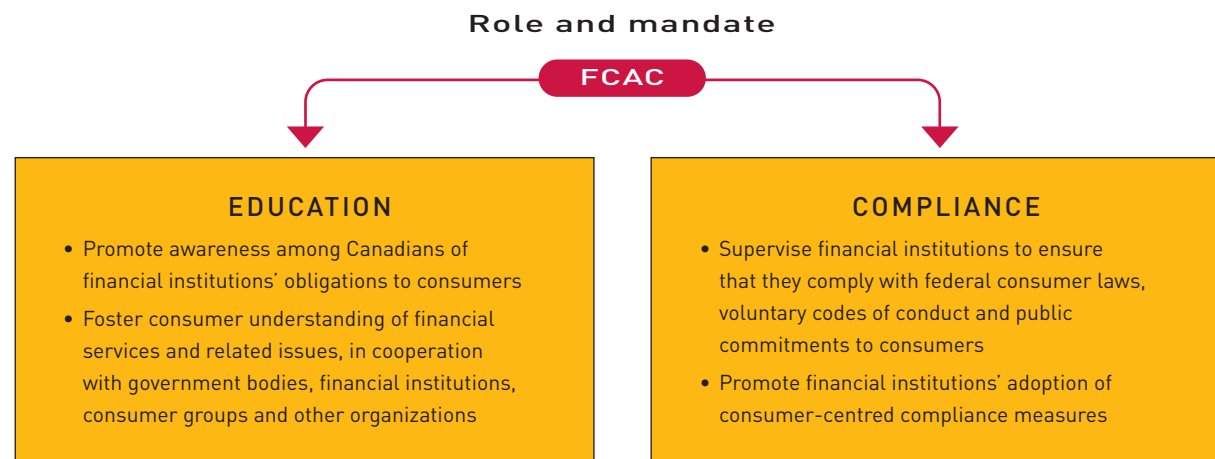 Role and mandate
FCAC
EDUCATION
• Promote awareness among Canadians of
financial institutions’ obligations to consumers
• Foster consumer understanding of financial
services and related issues, in cooperation
with government bodies, financial institutions,
consumer groups and other organizations
COMPLIANCE
• Supervise financial institutions to ensure
that they comply with federal consumer laws,
voluntary codes of conduct and public
commitments to consumers
• Promote financial institutions’ adoption of
consumer-centred compliance measures